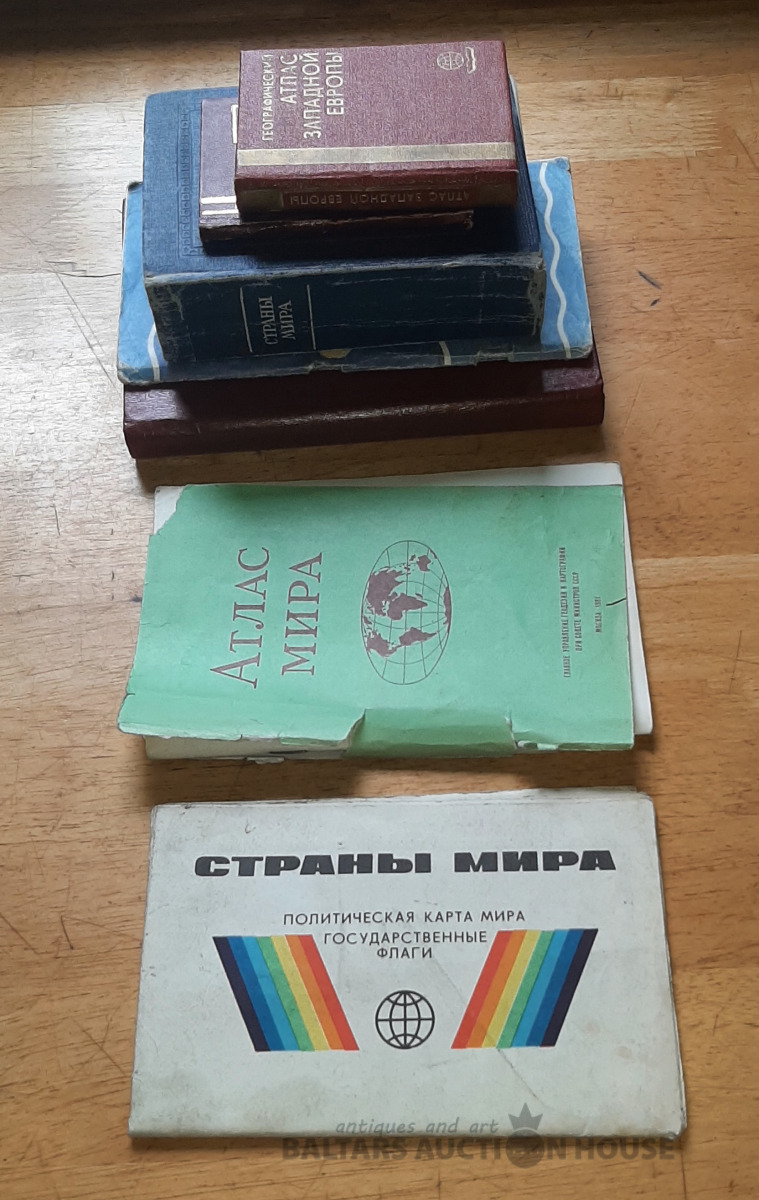 ГЕОГРАФИЧЕСКИЙ
АТЛАС
ЗАПАДНОЙ
ЕВРОПЫ
АТЛАС ЗАПАДНОЙ ЕВРОПЫ
СТРАНЫ
МИРА
АТЛАС
МИРА
ГЛАВНОЕ УПРАВЛЕНИЕ ГЕОДЕЗИИ И КАРТОГРАФИИ
ПРИ СОВЕТЕ МИНИСТРОВ СССР
МОСКВА 1991
СТРАНЫ МИРА
ПОЛИТИЧЕСКАЯ КАРТА МИРА
ГОСУДАРСТВЕННЫЕ
ФЛАГИ
antiques and art
BALTARS AUCTION HOUSE